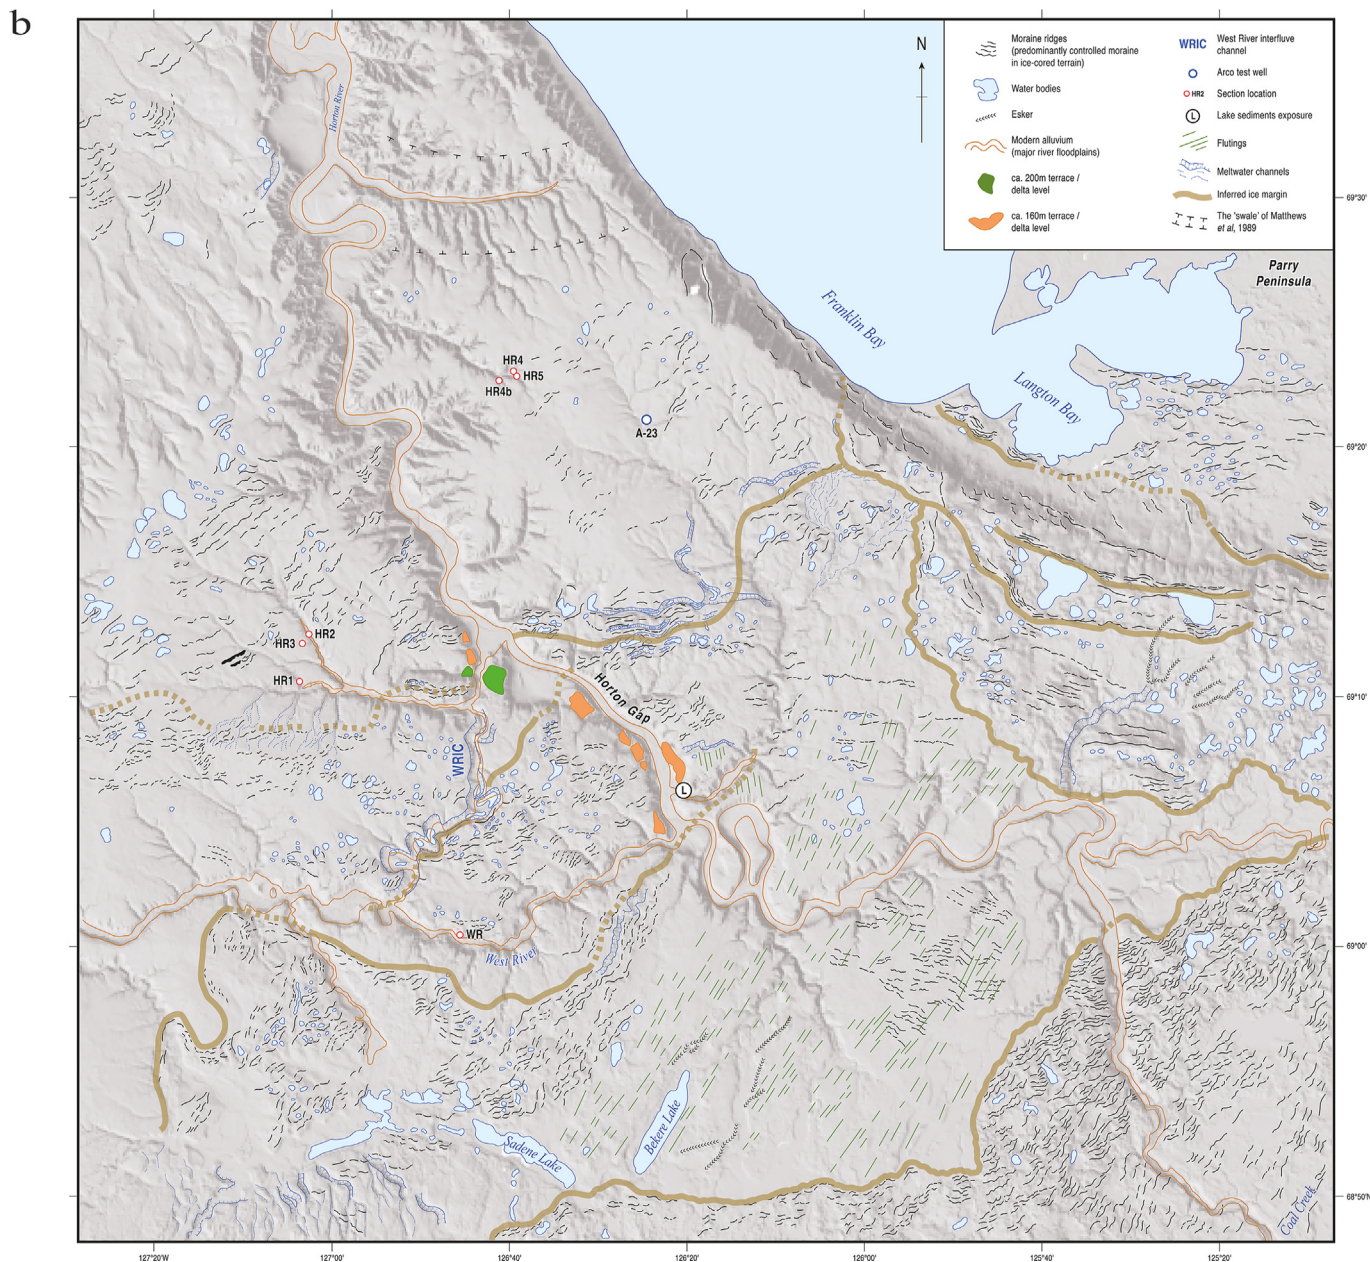 b
N
Moraine ridges
(predominantly controlled moraine
in ice-cored terrain)
Water bodies
Esker
Modern alluvium
(major river floodplains)
ca. 200m terrace /
delta level
ca. 160m terrace /
delta level
WRIC
West River interfluve
channel
Arco test well
HR2
Section location
L
Lake sediments exposure
Flutings
Meltwater channels
Inferred ice margin
The 'swale' of Matthews
et al, 1989
Horton River
Parry
Peninsula
Franklin Bay
Langton Bay
HR4
HR5
HR4b
A-23
HR2
HR3
HR1
Horton Gap
WRIC
L
WR
West River
Bekere Lake
Sadene Lake
Coal Creek
69°30'
69°20'
69°10'
69°00'
68°50'N
127°20'W
127°00'
126°40'
126°20'
126°00'
125°40'
125°20'